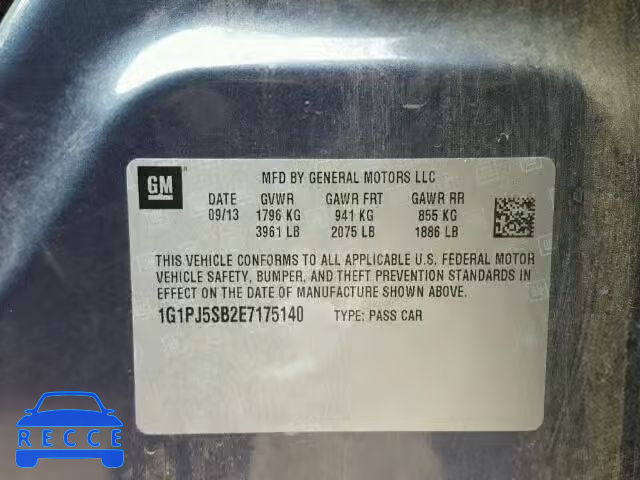 GM
MFD BY GENERAL MOTORS LLC
DATE GVWR GAWR FRT GAWR RR
09/13 1796 KG 941 KG 855 KG
3961 LB 2075 LB 1886 LB
THIS VEHICLE CONFORMS TO ALL APPLICABLE U.S. FEDERAL MOTOR
VEHICLE SAFETY, BUMPER, AND THEFT PREVENTION STANDARDS IN
EFFECT ON THE DATE OF MANUFACTURE SHOWN ABOVE.
1G1PJ5SB2E7175140 TYPE: PASS CAR
RECCE